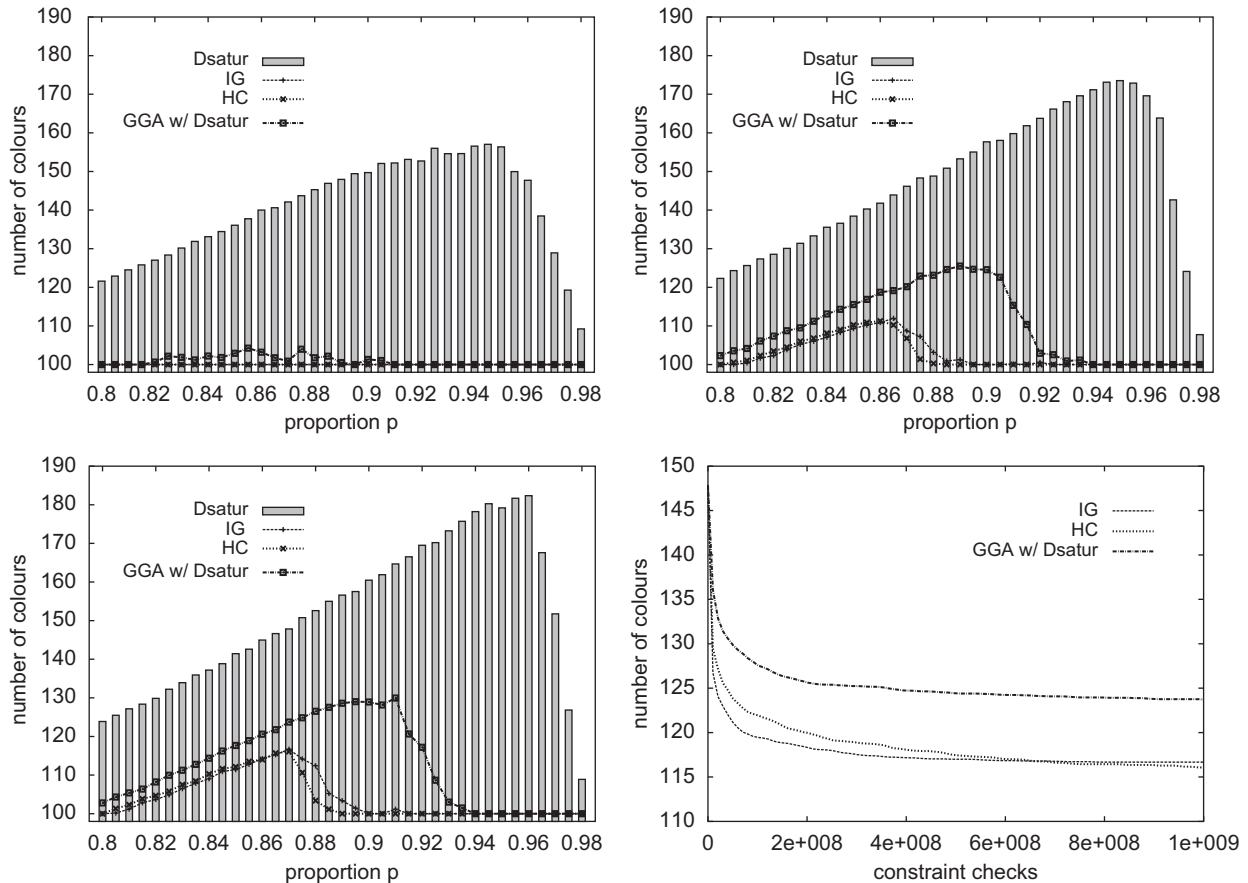 190
180
170
160
150
140
130
120
110
100
number of colours
Dsatur
IG
HC
GGA w/ Dsatur
0.8 0.82 0.84 0.86 0.88 0.9 0.92 0.94 0.96 0.98
proportion p
190
180
170
160
150
140
130
120
110
100
number of colours
Dsatur
IG
HC
GGA w/ Dsatur
0.8 0.82 0.84 0.86 0.88 0.9 0.92 0.94 0.96 0.98
proportion p
190
180
170
160
150
140
130
120
110
100
number of colours
Dsatur
IG
HC
GGA w/ Dsatur
0.8 0.82 0.84 0.86 0.88 0.9 0.92 0.94 0.96 0.98
proportion p
150
145
140
135
130
125
120
115
110
number of colours
IG
HC
GGA w/ Dsatur
0 2e+008 4e+008 6e+008 8e+008 1e+009
constraint checks